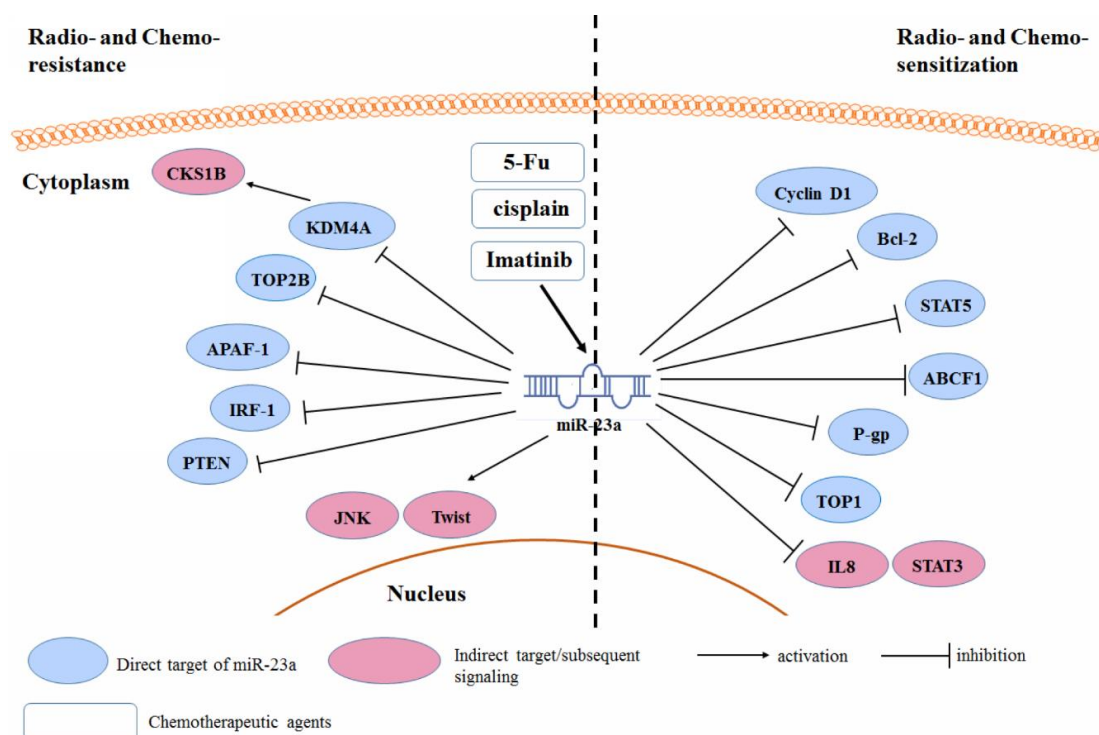 Radio- and Chemo-
resistance
Radio- and Chemo-
sensitization
Cytoplasm
CKS1B
KDM4A
TOP2B
APAF-1
IRF-1
PTEN
JNK
Twist
5-Fu
cisplain
Imatinib
miR-23a
Cyclin D1
Bcl-2
STAT5
ABCF1
P-gp
TOP1
IL8
STAT3
Nucleus
Direct target of miR-23a
Indirect target/subsequent
signaling
activation
inhibition
Chemotherapeutic agents